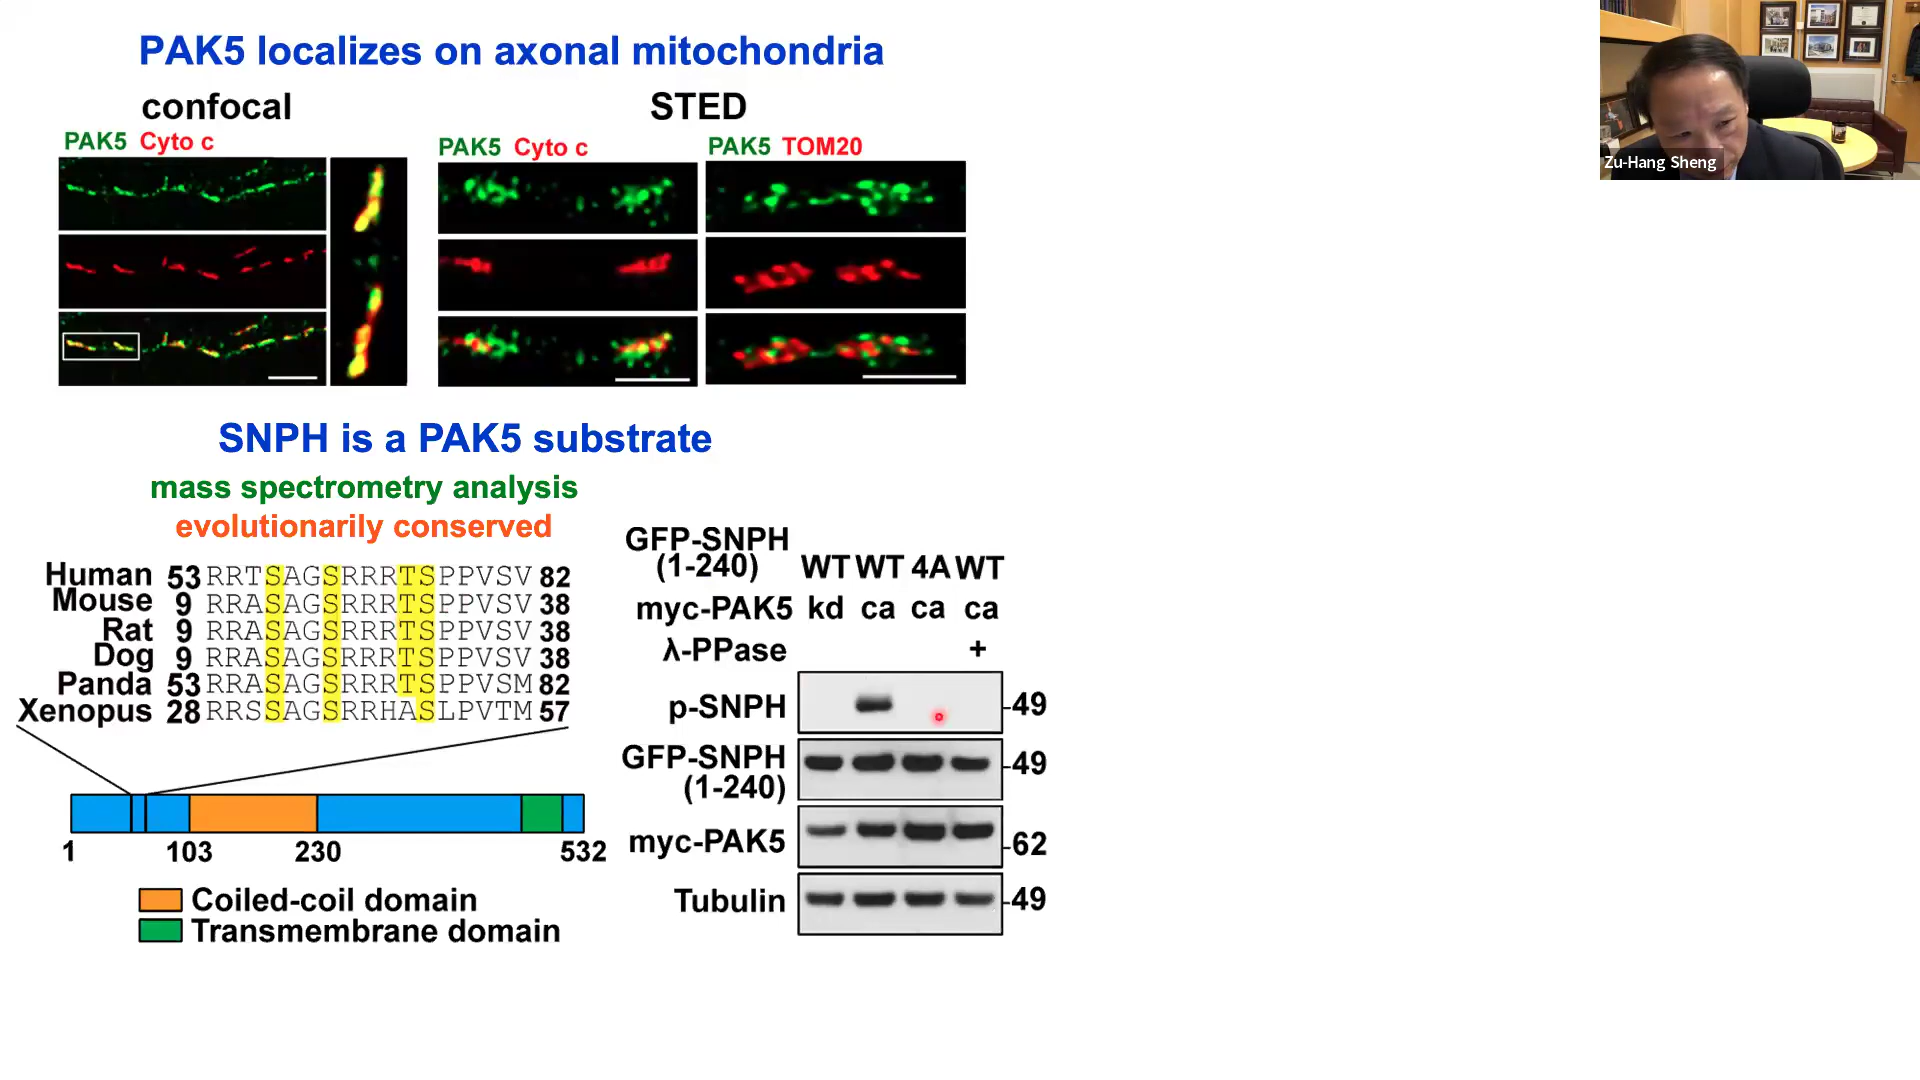 PAK5 localizes on axonal mitochondria
confocal
STED
PAK5 Cyto c
PAK5 Cyto c
PAK5 TOM20
Zu-Hang Sheng
SNPH is a PAK5 substrate
mass spectrometry analysis
evolutionarily conserved
Human 53 RRTSAGSRRRTSPPVSV 82
Mouse 9 RRASAGSRRRTSPPVSV 38
Rat 9 RRASAGSRRRTSPPVSV 38
Dog 9 RRASAGSRRRTSPPVSV 38
Panda 53 RRASAGSRRRTSPPVSM 82
Xenopus 28 RRSSAGSRRHASLPVTM 57
1 103 230 532
Coiled-coil domain
Transmembrane domain
GFP-SNPH
(1-240) WT WT 4A WT
myc-PAK5 kd ca ca ca
λ-PPase +
p-SNPH -49
GFP-SNPH -49
(1-240)
myc-PAK5 -62
Tubulin -49